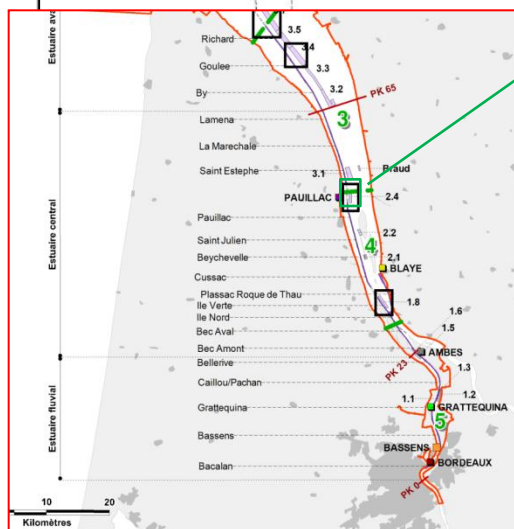 Estuaire ava
Estuaire central
Estuaire fluvial
Richard
Goulee
By
Lamena
La Marechale
Saint Estephe
PAUILLAC
Pauillac
Saint Julien
Beychevelle
Cussac
Plassac Roque de Thau
Ile Verte
Ile Nord
Bec Aval
Bec Amont
Bellerive
Caillou/Pachan
Grattequina
Bassens
Bacalan
3.5
3.4
3.3
3.2
PK 65
3
3.1
Braud
2.4
2.2
4
2.1
BLAYE
1.8
1.6
1.5
AMBES
PK 23
1.3
1.2
1.1
GRATTEQUINA
5
BASSENS
BORDEAUX
PK 0
10 20
Kilomètres